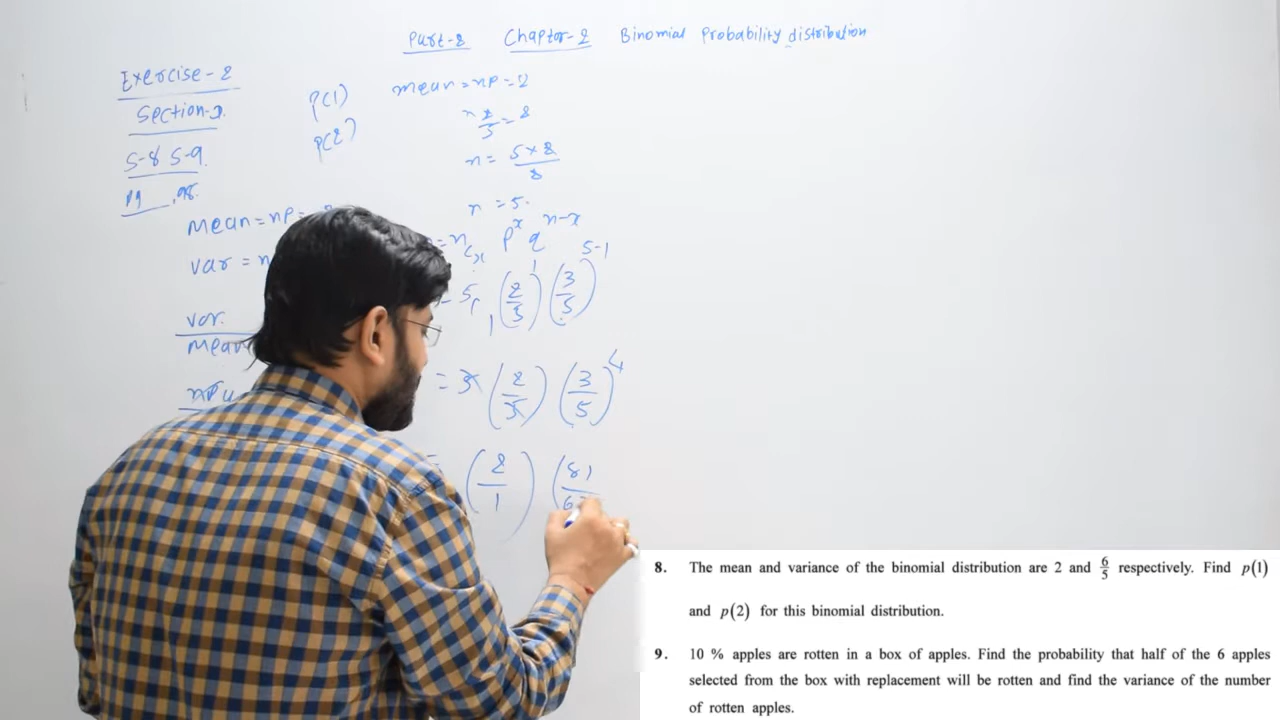 Part-2 Chapter-2 Binomial Probability distribution
Exercise-2
Section-D.
S-8 S-9.
P(1)
P(2)
mean = np = 2
n 2/5 = 2
n = 5×2/2
n = 5.
Mean = np =
var = n
var.
mean
= n C x p^x q^n-x
= 5 C 1 (2/5)^1 (3/5)^5-1
= 5 (2/5) (3/5)^4
= (2/1) (81/
8. The mean and variance of the binomial distribution are 2 and 6/5 respectively. Find p(1)
and p(2) for this binomial distribution.
9. 10 % apples are rotten in a box of apples. Find the probability that half of the 6 apples
selected from the box with replacement will be rotten and find the variance of the number
of rotten apples.